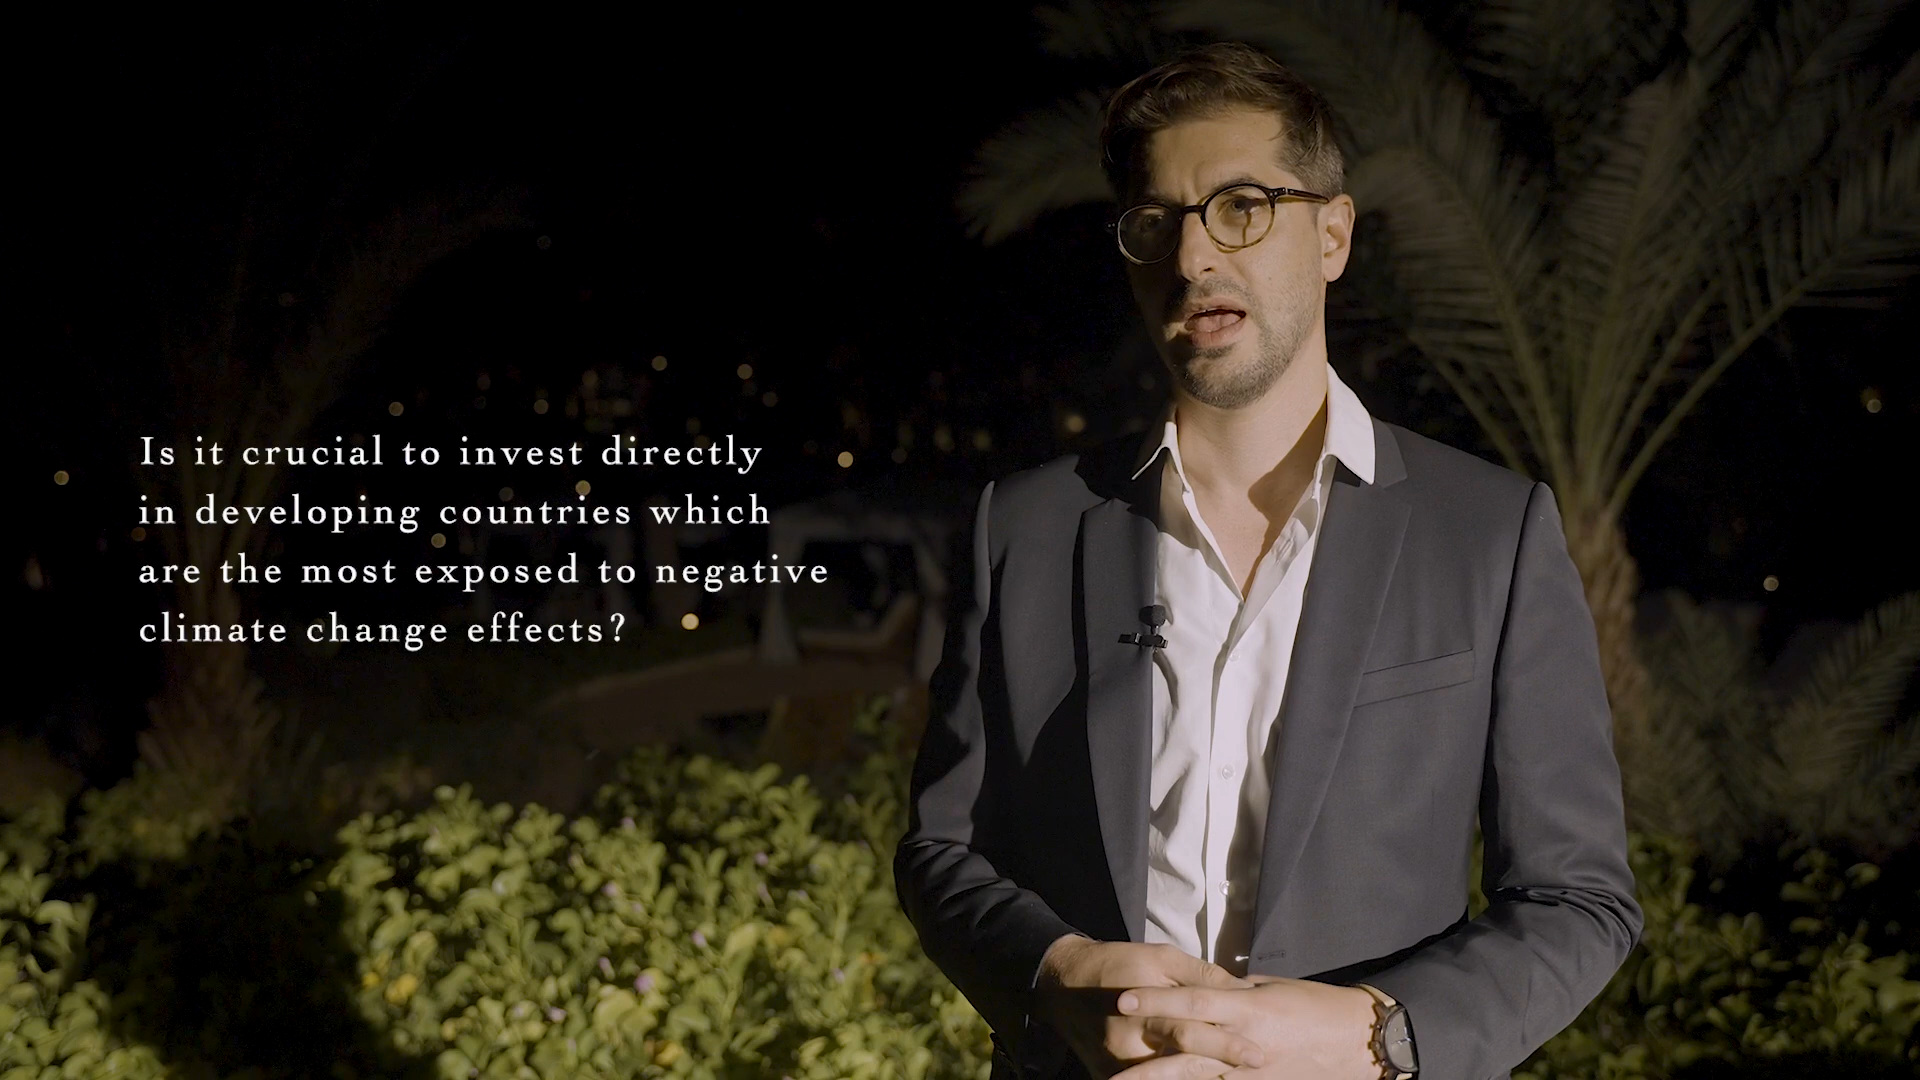 Is it crucial to invest directly
in developing countries which
are the most exposed to negative
climate change effects?